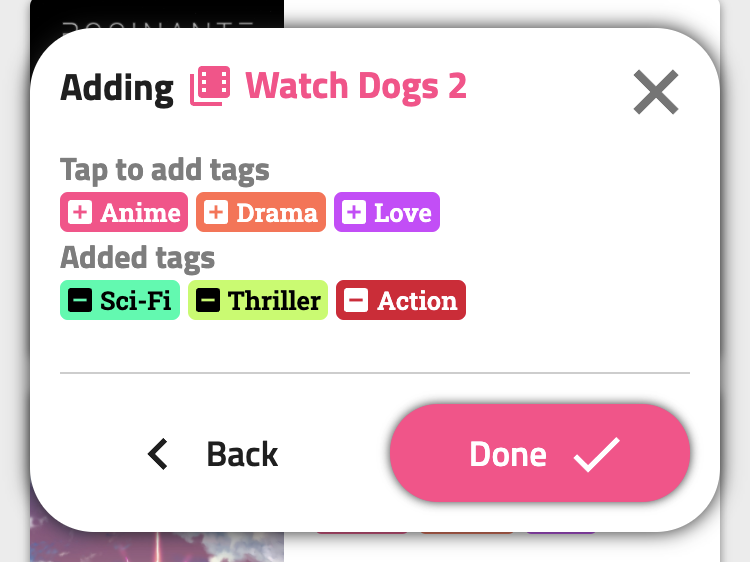 Adding Watch Dogs 2
Tap to add tags
Anime Drama Love
Added tags
Sci-Fi Thriller Action
Back Done